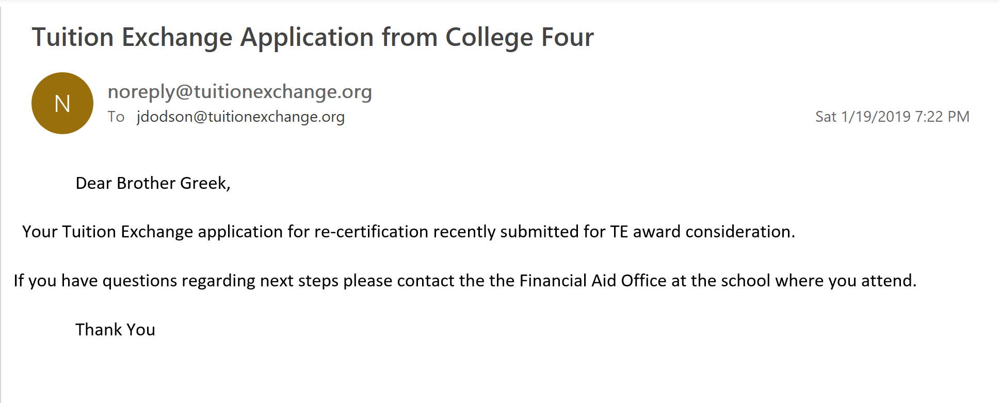 Tuition Exchange Application from College Four
N
noreply@tuitionexchange.org
To jdodson@tuitionexchange.org
Sat 1/19/2019 7:22 PM
Dear Brother Greek,
Your Tuition Exchange application for re-certification recently submitted for TE award consideration.
If you have questions regarding next steps please contact the the Financial Aid Office at the school where you attend.
Thank You